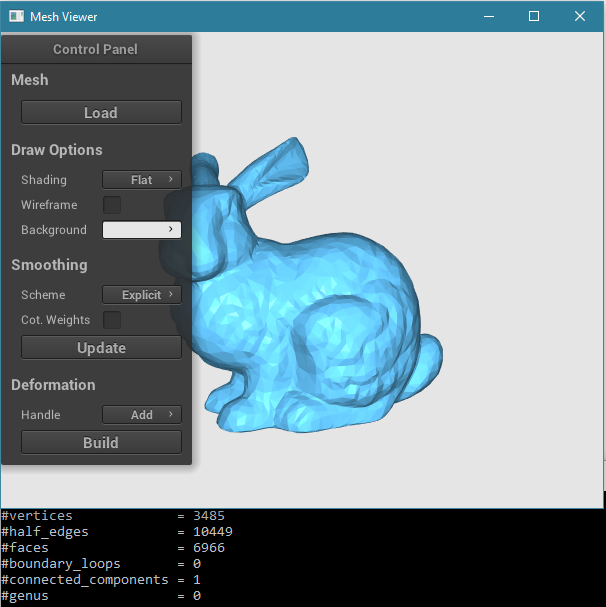 Mesh Viewer
Control Panel
Mesh
Load
Draw Options
Shading Flat
Wireframe
Background
Smoothing
Scheme Explicit
Cot. Weights
Update
Deformation
Handle Add
Build
#vertices = 3485
#half_edges = 10449
#faces = 6966
#boundary_loops = 0
#connected_components = 1
#genus = 0